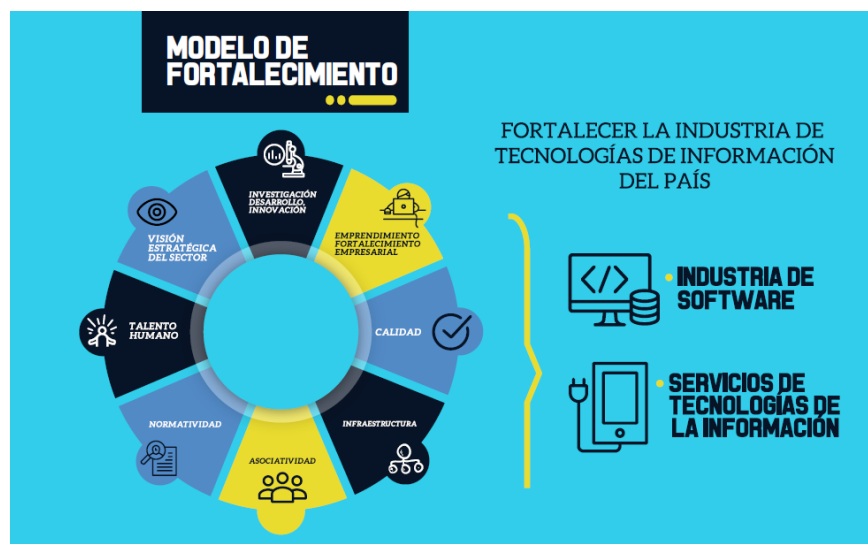 MODELO DE
FORTALECIMIENTO
FORTALECER LA INDUSTRIA DE
TECNOLOGÍAS DE INFORMACIÓN
DEL PAÍS
INVESTIGACIÓN
DESARROLLO,
INNOVACIÓN
EMPRENDIMIENTO
FORTALECIMIENTO
EMPRESARIAL
CALIDAD
INFRAESTRUCTURA
ASOCIATIVIDAD
NORMATIVIDAD
TALENTO
HUMANO
VISIÓN
ESTRATÉGICA
DEL SECTOR
INDUSTRIA DE
SOFTWARE
SERVICIOS DE
TECNOLOGÍAS DE
LA INFORMACIÓN